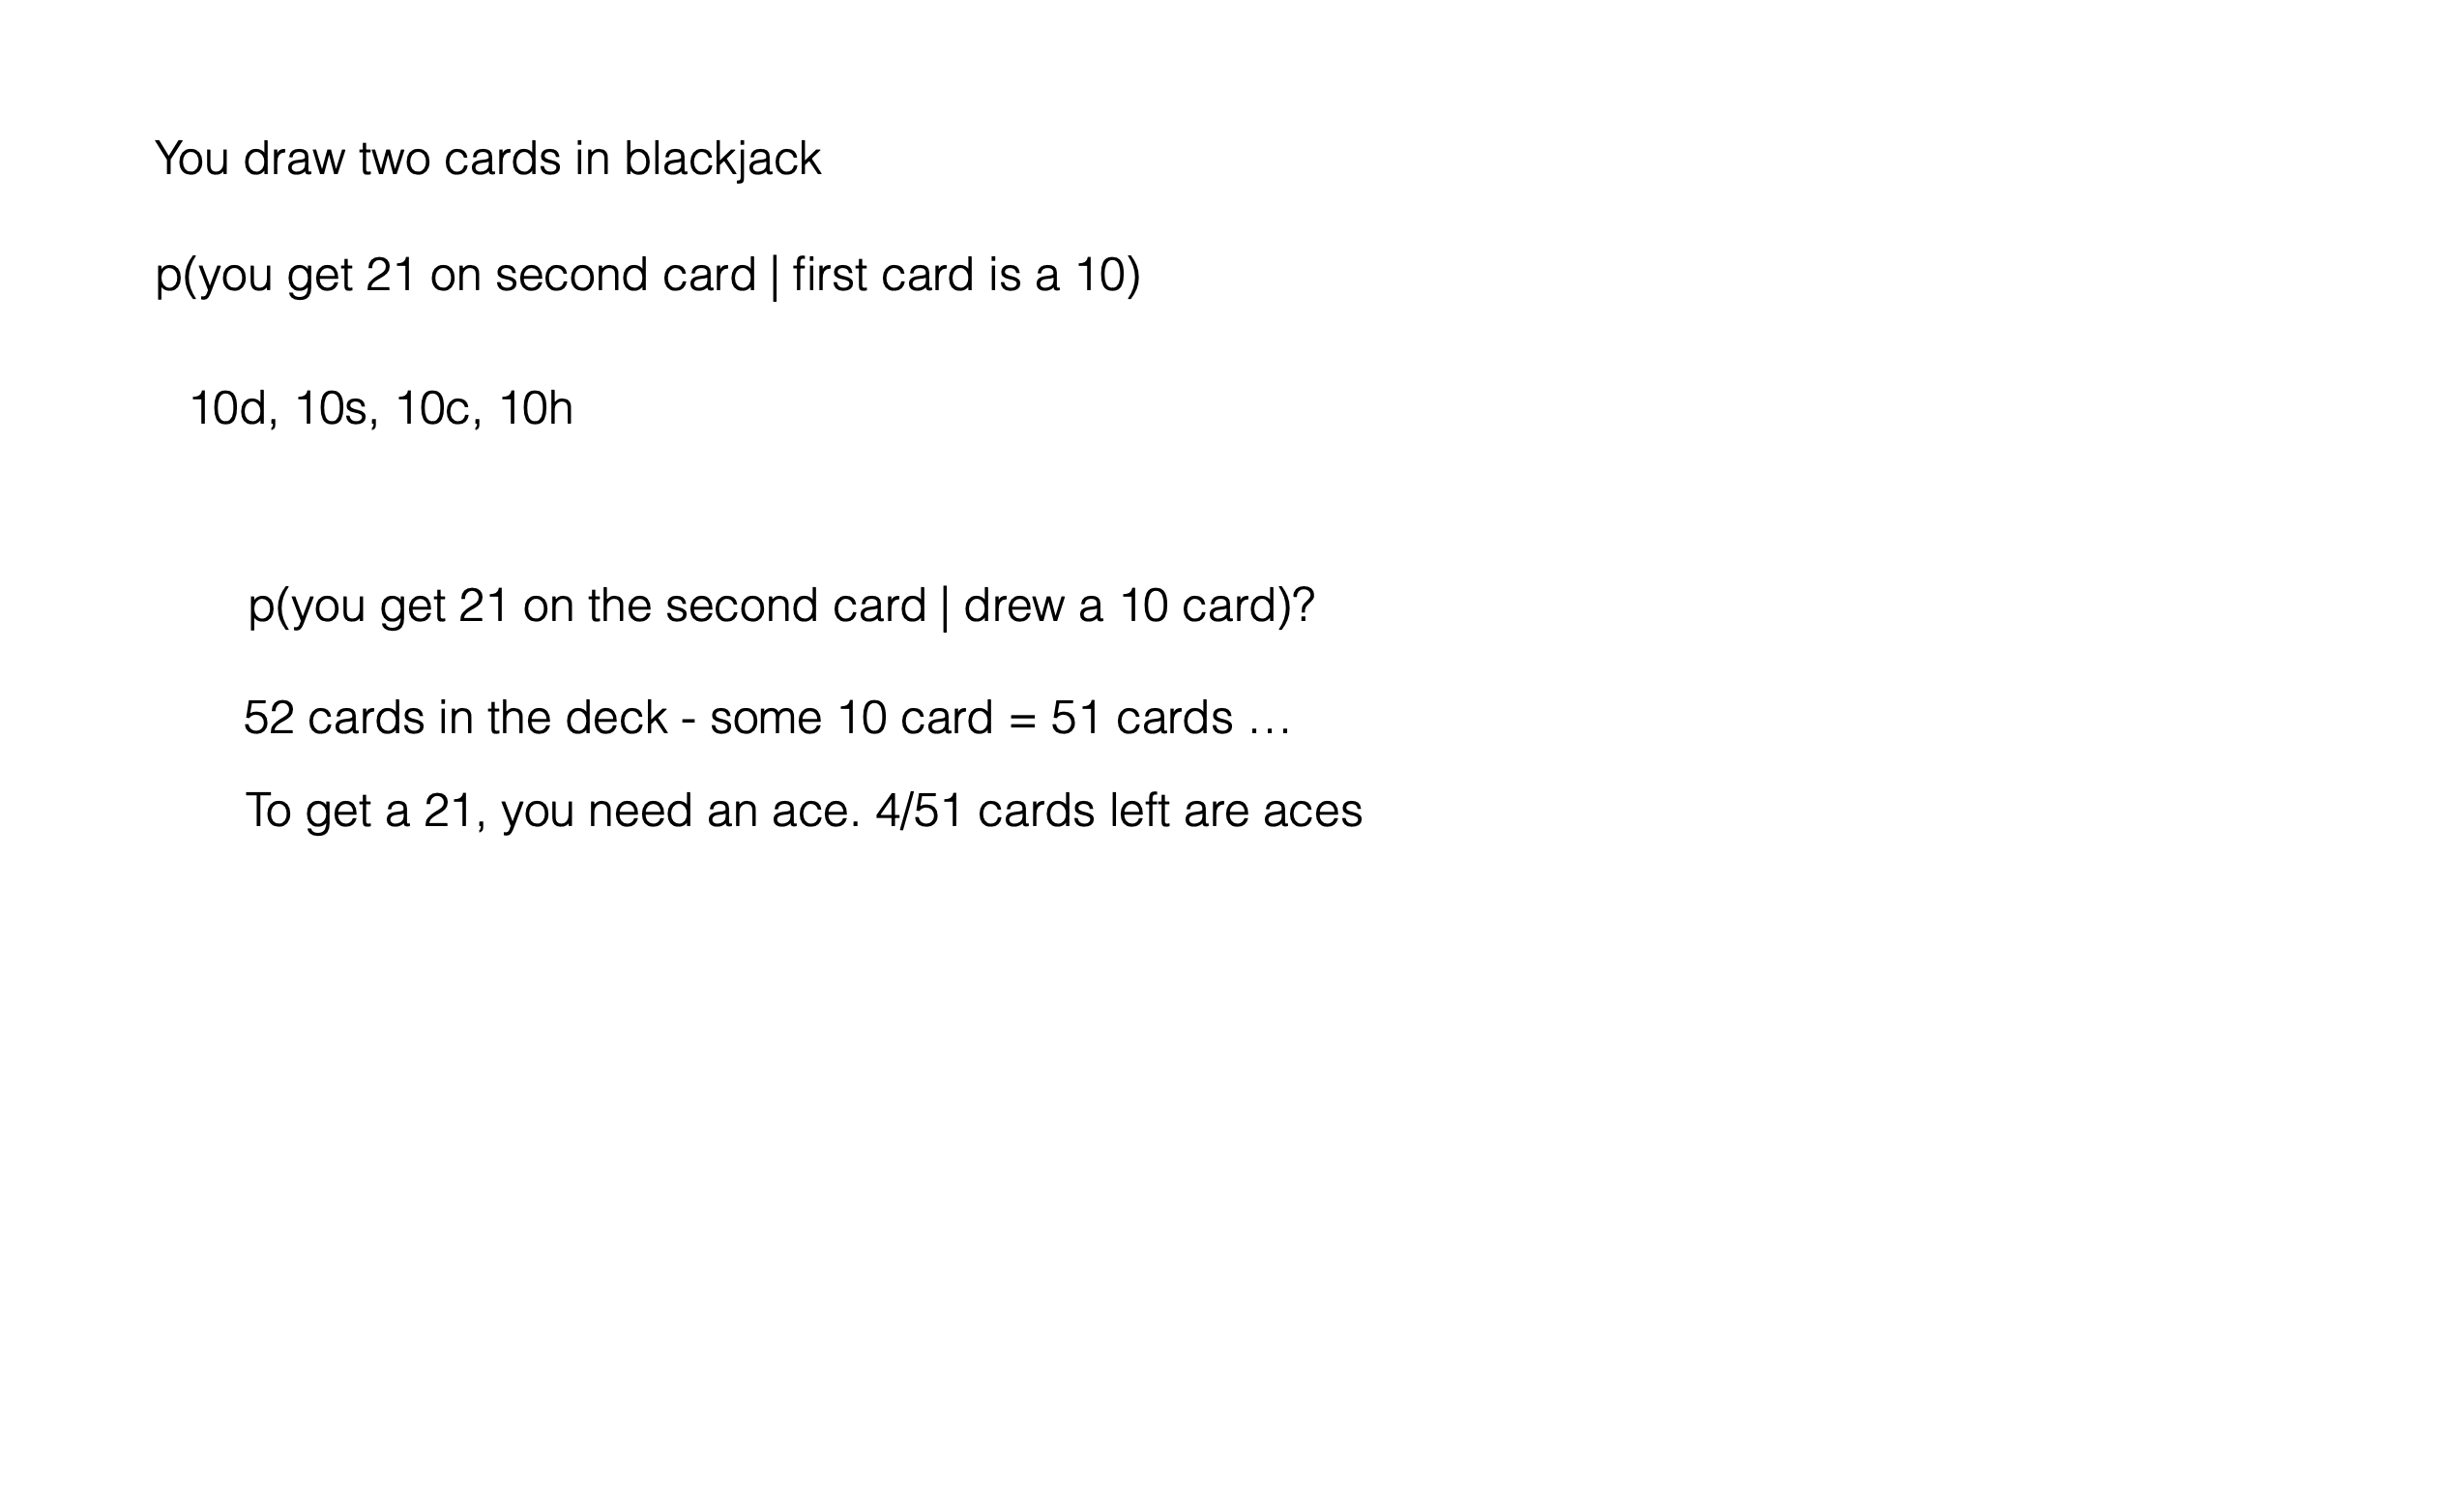 You draw two cards in blackjack
p(you get 21 on second card | first card is a 10)
10d, 10s, 10c, 10h
p(you get 21 on the second card | drew a 10 card)?
52 cards in the deck - some 10 card = 51 cards …
To get a 21, you need an ace. 4/51 cards left are aces